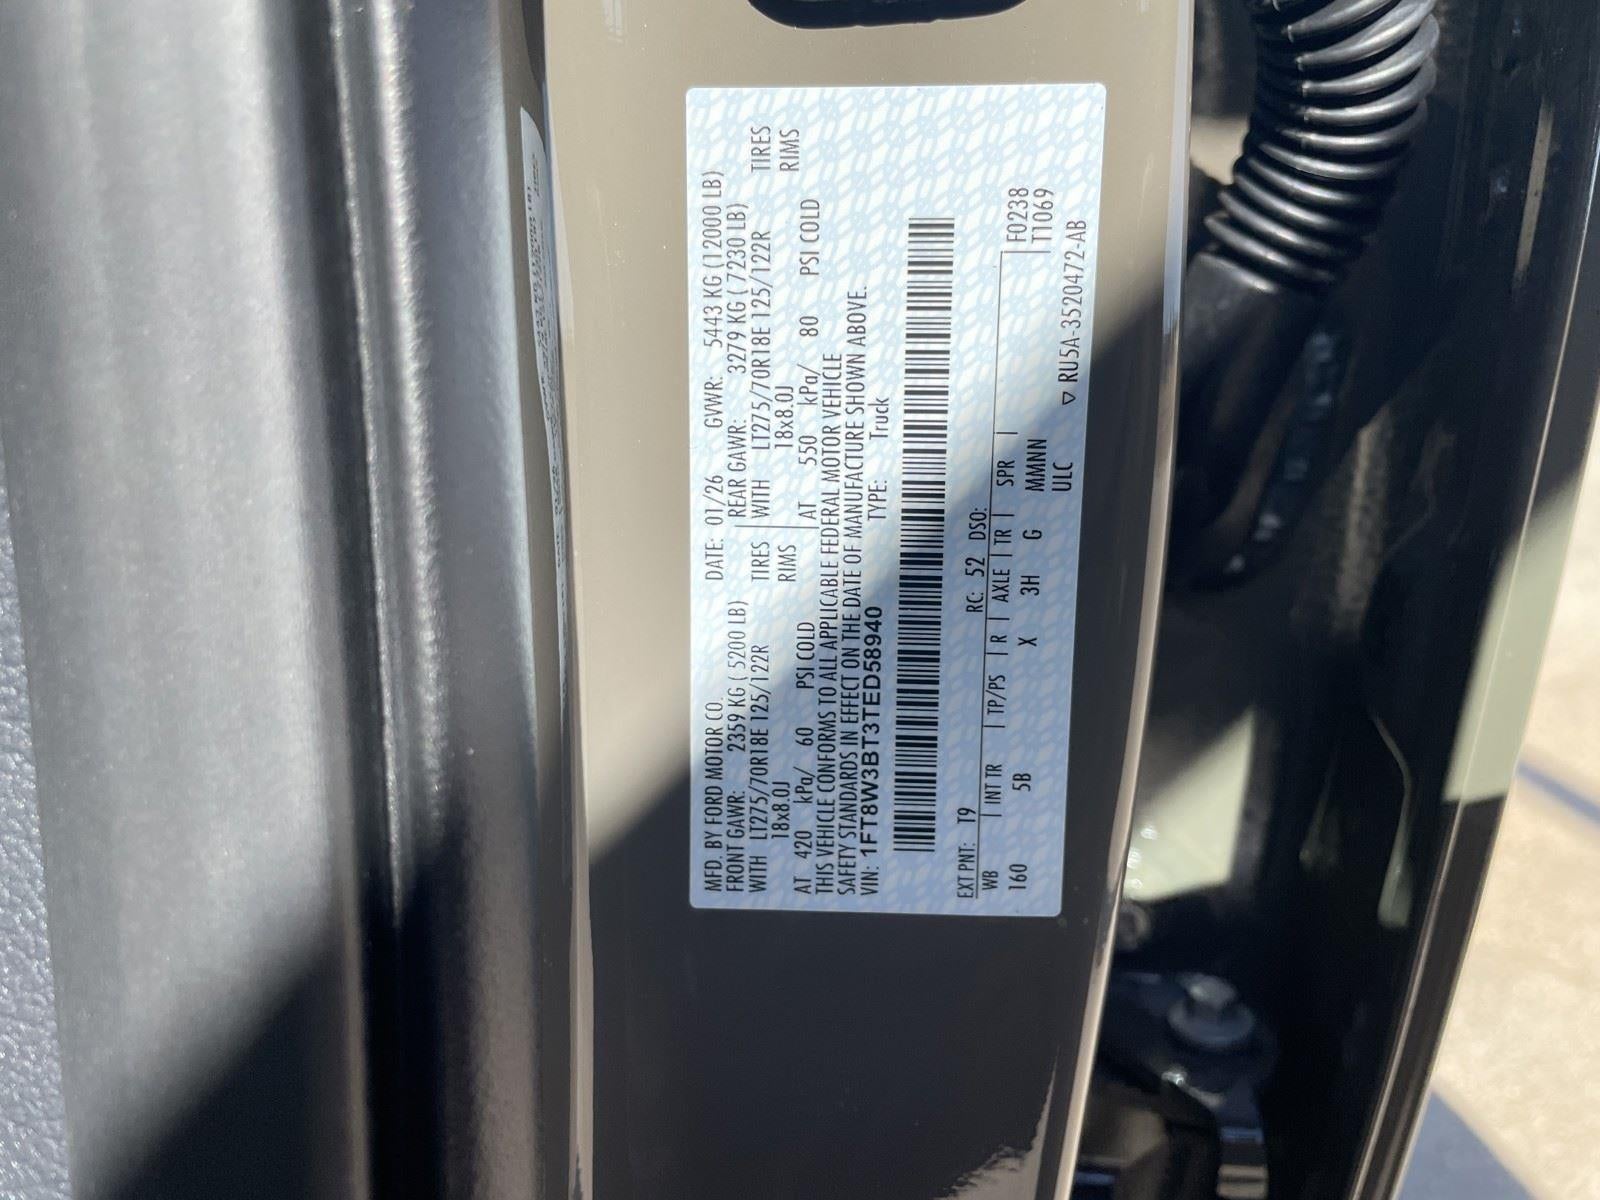 MFD. BY FORD MOTOR CO.
DATE: 01/26 GVWR: 5443 KG (12000 LB)
FRONT GAWR: 2359 KG ( 5200 LB)
REAR GAWR: 3279 KG ( 7230 LB)
WITH LT275/70R18E 125/122R TIRES
WITH LT275/70R18E 125/122R TIRES
18x8.0J RIMS
18x8.0J RIMS
AT 420 kPa/ 60 PSI COLD
AT 550 kPa/ 80 PSI COLD
THIS VEHICLE CONFORMS TO ALL APPLICABLE FEDERAL MOTOR VEHICLE
SAFETY STANDARDS IN EFFECT ON THE DATE OF MANUFACTURE SHOWN ABOVE.
VIN: 1FT8W3BT3TED58940
TYPE: Truck
EXT PNT: T9 RC: 52 DSO:
WB INT TR TP/PS R AXLE TR SPR F0238
160 5B X 3H G MMNN T1069
ULC
▽ RU5A-3520472-AB